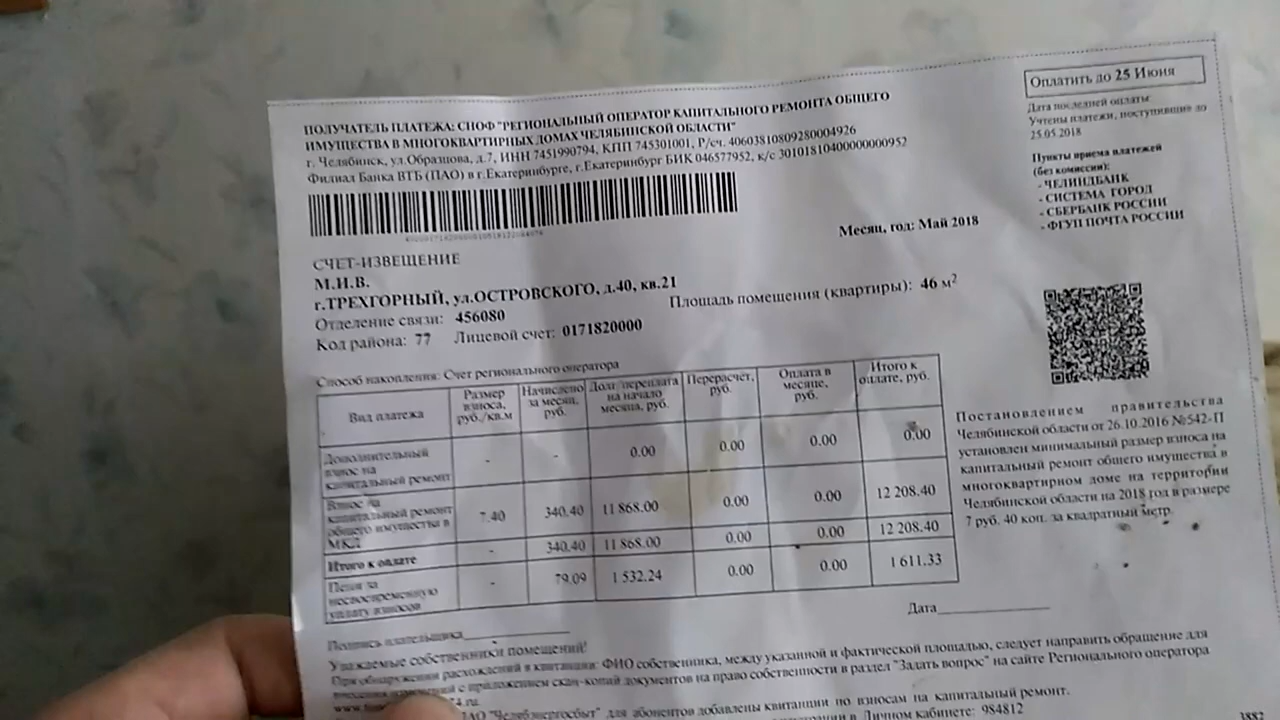 ПОЛУЧАТЕЛЬ ПЛАТЕЖА: СНОФ "РЕГИОНАЛЬНЫЙ ОПЕРАТОР КАПИТАЛЬНОГО РЕМОНТА ОБЩЕГО
ИМУЩЕСТВА В МНОГОКВАРТИРНЫХ ДОМАХ ЧЕЛЯБИНСКОЙ ОБЛАСТИ"
г. Челябинск, ул.Образцова, д.7, ИНН 7451990794, КПП 745301001, Р/сч. 40603810809280004926
Филиал Банка ВТБ (ПАО) в г.Екатеринбурге, г.Екатеринбург БИК 046577952, к/с 30101810400000000952
Оплатить до 25 Июня
Дата последней оплаты:
Учтены платежи, поступившие до
25.05.2018
Пункты приема платежей
(без комиссии):
- ЧЕЛИНДБАНК
- СИСТЕМА ГОРОД
- СБЕРБАНК РОССИИ
- ФГУП ПОЧТА РОССИИ
Месяц, год: Май 2018
СЧЕТ-ИЗВЕЩЕНИЕ
М.И.В.
г.ТРЕХГОРНЫЙ, ул.ОСТРОВСКОГО, д.40, кв.21
Площадь помещения (квартиры): 46 м²
Отделение связи: 456080
Код района: 77 Лицевой счет: 0171820000
Способ накопления: Счет регионального оператора
Вид платежа
Размер взноса, руб./кв.м
Начислено за месяц, руб.
Долг/переплата на начало месяца, руб.
Перерасчет, руб.
Оплата в месяце, руб.
Итого к оплате, руб.
Дополнительный взнос на капитальный ремонт - - 0.00 0.00 0.00 0.00
Взнос на капитальный ремонт общего имущества в МКД 7.40 340.40 11 868.00 0.00 0.00 12 208.40
Итого к оплате - 340.40 11 868.00 0.00 0.00 12 208.40
Пеня за несвоевременную уплату взносов - 79.09 1 532.24 0.00 0.00 1 611.33
Постановлением правительства
Челябинской области от 26.10.2016 №542-П
установлен минимальный размер взноса на
капитальный ремонт общего имущества в
многоквартирном доме на территории
Челябинской области на 2018 год в размере
7 руб. 40 коп. за квадратный метр.
Подпись плательщика
Дата
Уважаемые собственники помещений!
При обнаружении расхождений в квитанции: ФИО собственника, между указанной и фактической площадью, следует направить обращение для
с приложением скан-копий документов на право собственности в раздел "Задать вопрос" на сайте Регионального оператора
ПАО "Челябэнергосбыт" для абонентов добавлены квитанции по взносам на капитальный ремонт.
в Личном кабинете: 984812
3882